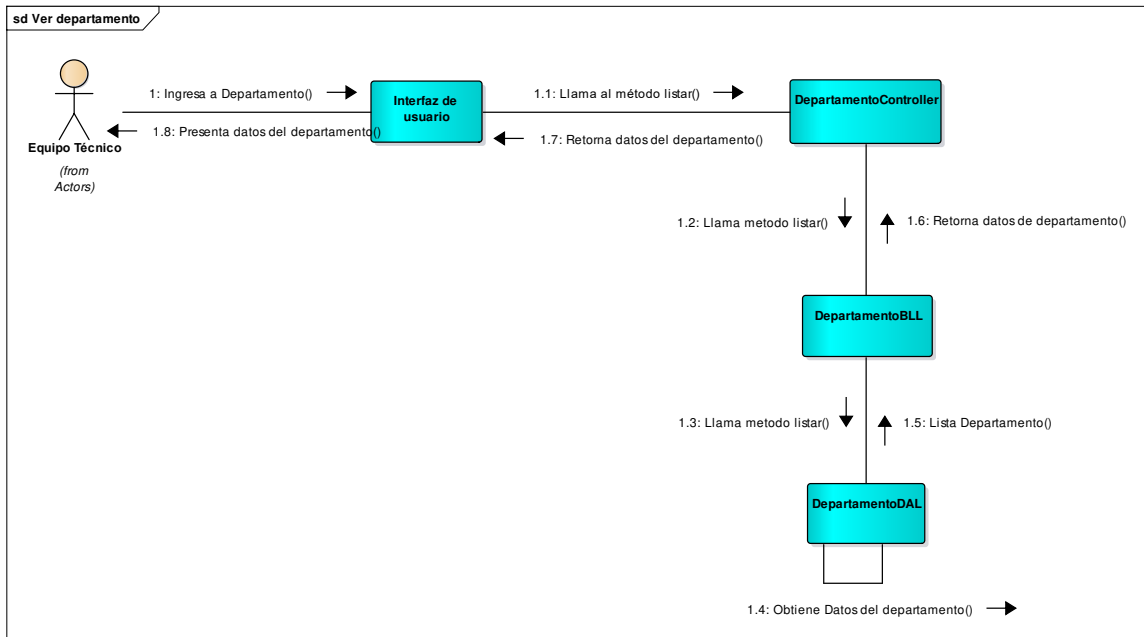 sd Ver departamento
1: Ingresa a Departamento()
1.8: Presenta datos del departamento()
Equipo Técnico
(from
Actors)
Interfaz de
usuario
1.1: Llama al método listar()
1.7: Retorna datos del departamento()
DepartamentoController
1.2: Llama metodo listar()
1.6: Retorna datos de departamento()
DepartamentoBLL
1.3: Llama metodo listar()
1.5: Lista Departamento()
DepartamentoDAL
1.4: Obtiene Datos del departamento()